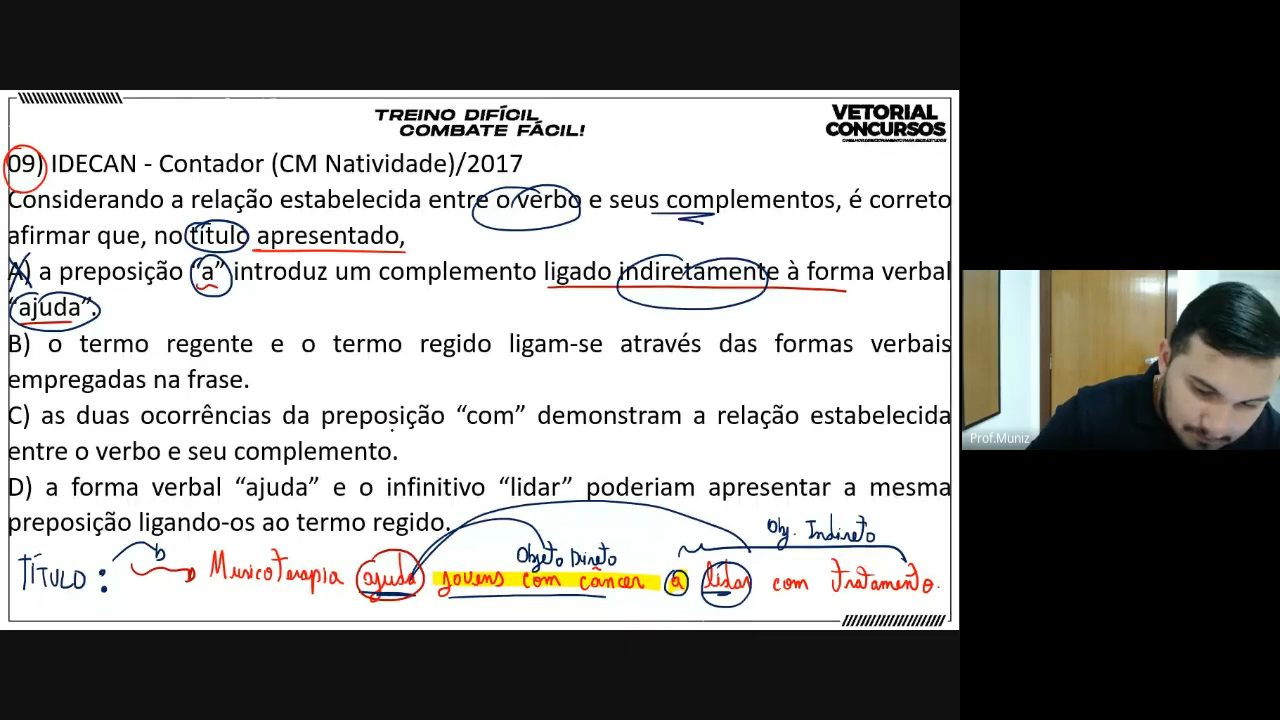 TREINO DIFÍCIL
COMBATE FÁCIL!
VETORIAL
CONCURSOS
09) IDECAN - Contador (CM Natividade)/2017
Considerando a relação estabelecida entre o verbo e seus complementos, é correto
afirmar que, no título apresentado,
A) a preposição “a” introduz um complemento ligado indiretamente à forma verbal
“ajuda”.
B) o termo regente e o termo regido ligam-se através das formas verbais
empregadas na frase.
C) as duas ocorrências da preposição “com” demonstram a relação estabelecida
entre o verbo e seu complemento.
D) a forma verbal “ajuda” e o infinitivo “lidar” poderiam apresentar a mesma
preposição ligando-os ao termo regido.
Obj. Indireto
Objeto Direto
TÍTULO: Musicoterapia ajuda jovens com câncer a lidar com tratamento.
Prof.Muniz